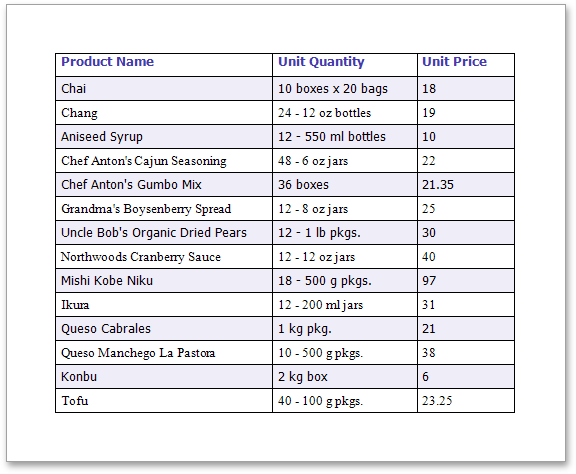 Product Name Unit Quantity Unit Price
Chai 10 boxes x 20 bags 18
Chang 24 - 12 oz bottles 19
Aniseed Syrup 12 - 550 ml bottles 10
Chef Anton's Cajun Seasoning 48 - 6 oz jars 22
Chef Anton's Gumbo Mix 36 boxes 21.35
Grandma's Boysenberry Spread 12 - 8 oz jars 25
Uncle Bob's Organic Dried Pears 12 - 1 lb pkgs. 30
Northwoods Cranberry Sauce 12 - 12 oz jars 40
Mishi Kobe Niku 18 - 500 g pkgs. 97
Ikura 12 - 200 ml jars 31
Queso Cabrales 1 kg pkg. 21
Queso Manchego La Pastora 10 - 500 g pkgs. 38
Konbu 2 kg box 6
Tofu 40 - 100 g pkgs. 23.25